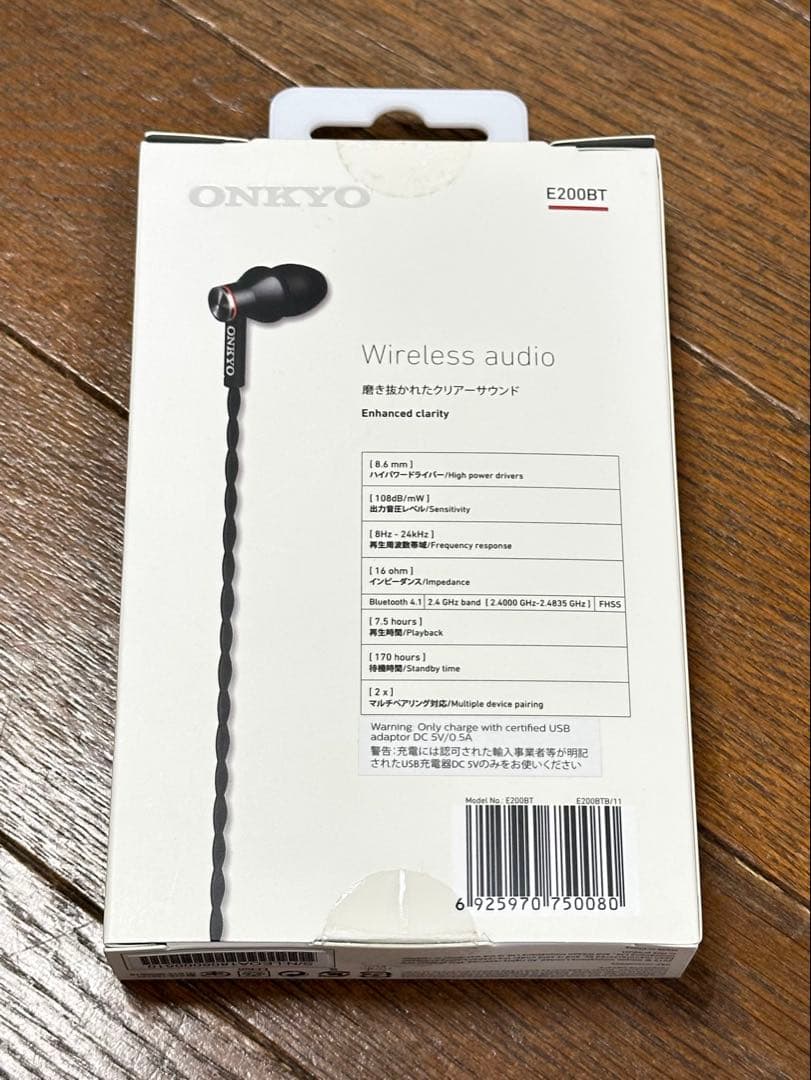 ONKYO
E200BT
ONKYO
Wireless audio
磨き抜かれたクリアーサウンド
Enhanced clarity
[ 8.6 mm ]
ハイパワードライバー/High power drivers
[ 108dB/mW ]
出力音圧レベル/Sensitivity
[ 8Hz - 24kHz ]
再生周波数帯域/Frequency response
[ 16 ohm ]
インピーダンス/Impedance
Bluetooth 4.1 2.4 GHz band [ 2.4000 GHz-2.4835 GHz ] FHSS
[ 7.5 hours ]
再生時間/Playback
[ 170 hours ]
待機時間/Standby time
[ 2 x ]
マルチペアリング対応/Multiple device pairing
Warning: Only charge with certified USB
adaptor DC 5V/0.5A
警告:充電には認可された輸入事業者等が明記
されたUSB充電器DC 5Vのみをお使いください
Model No.: E200BT E200BTB/11
6 925970 750080